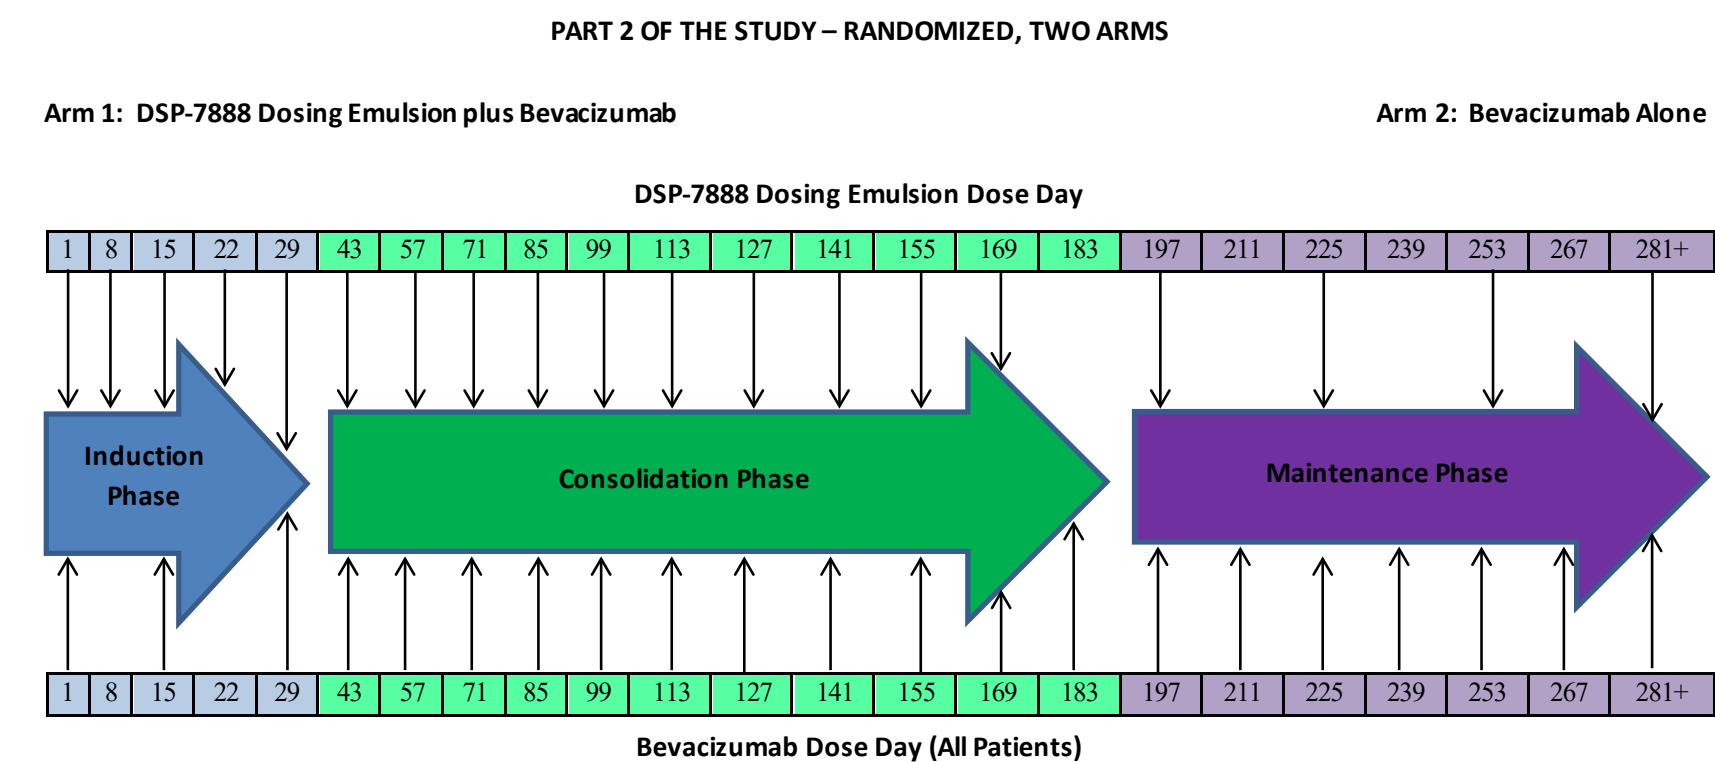 PART 2 OF THE STUDY – RANDOMIZED, TWO ARMS
Arm 1: DSP-7888 Dosing Emulsion plus Bevacizumab
Arm 2: Bevacizumab Alone
DSP-7888 Dosing Emulsion Dose Day
1 8 15 22 29 43 57 71 85 99 113 127 141 155 169 183 197 211 225 239 253 267 281+
Induction
Phase
Consolidation Phase
Maintenance Phase
1 8 15 22 29 43 57 71 85 99 113 127 141 155 169 183 197 211 225 239 253 267 281+
Bevacizumab Dose Day (All Patients)